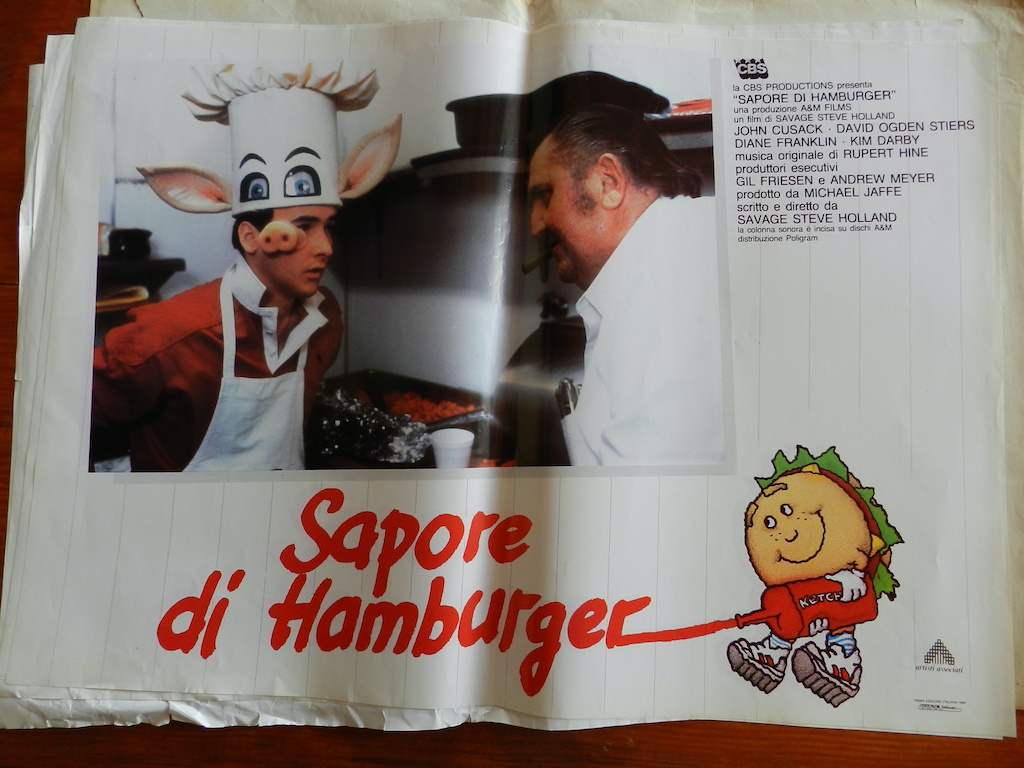 CBS
la CBS PRODUCTIONS presenta
"SAPORE DI HAMBURGER"
una produzione A&M FILMS
un film di SAVAGE STEVE HOLLAND
JOHN CUSACK · DAVID OGDEN STIERS
DIANE FRANKLIN · KIM DARBY
musica originale di RUPERT HINE
produttori esecutivi
GIL FRIESEN e ANDREW MEYER
prodotto da MICHAEL JAFFE
scritto e diretto da
SAVAGE STEVE HOLLAND
la colonna sonora è incisa su dischi A&M
distribuzione Poligram
Sapore
di Hamburger
KETCH
artisti associati